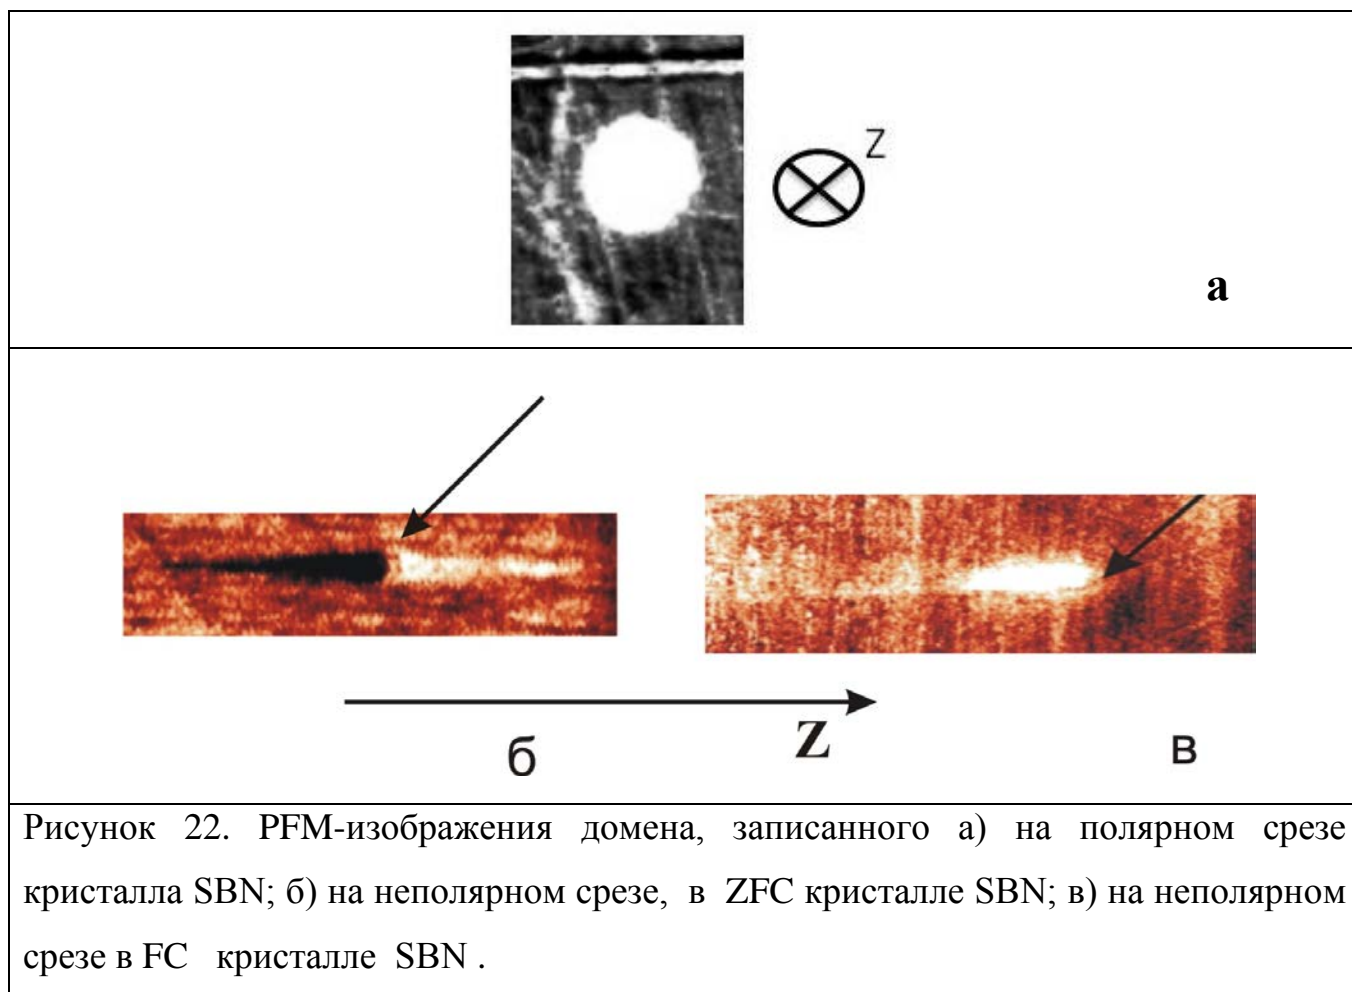 Z
а
Z
б
в
Рисунок 22. PFM-изображения домена, записанного а) на полярном срезе
кристалла SBN; б) на неполярном срезе, в ZFC кристалле SBN; в) на неполярном
срезе в FC кристалле SBN .